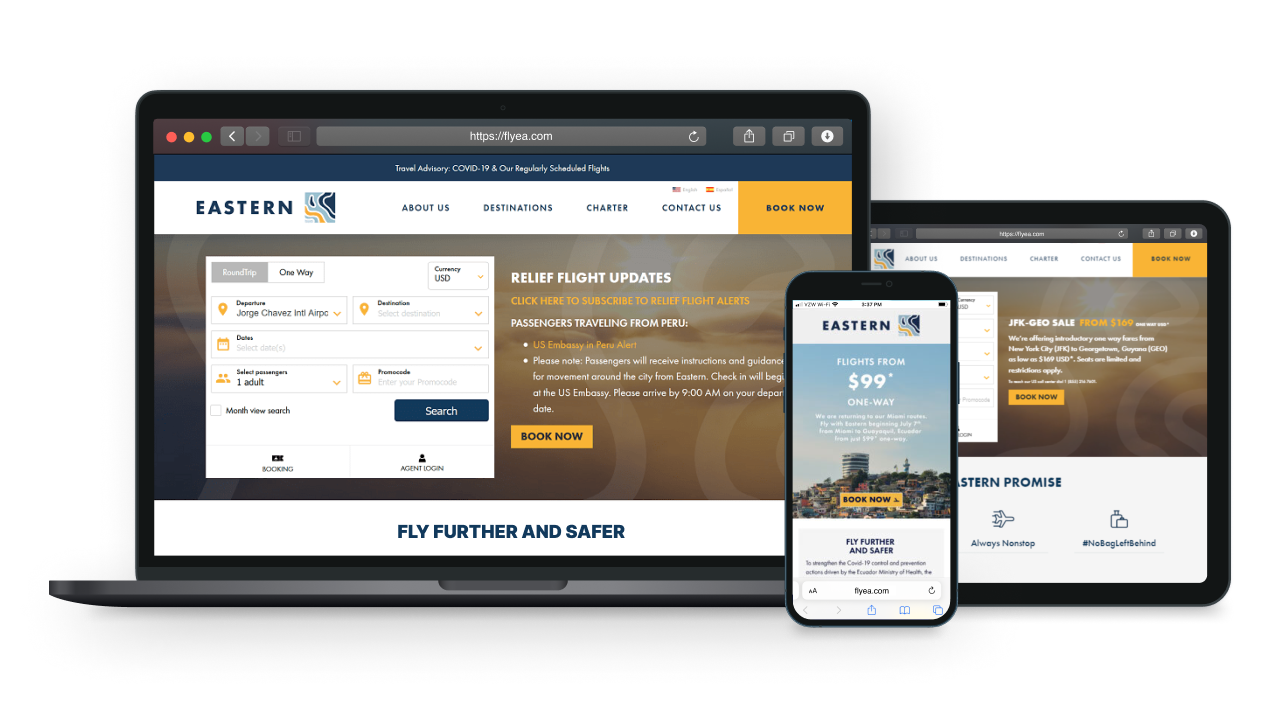 https://flyea.com
Travel Advisory: COVID-19 & Our Regularly Scheduled Flights
English
Español
EASTERN
ABOUT US
DESTINATIONS
CHARTER
CONTACT US
BOOK NOW
RoundTrip
One Way
Currency
USD
Departure
Jorge Chavez Intl Airpo
Destination
Select destination
Dates
Select date(s)
Select passengers
1 adult
Promocode
Enter your Promocode
Month view search
Search
BOOKING
AGENT LOGIN
RELIEF FLIGHT UPDATES
CLICK HERE TO SUBSCRIBE TO RELIEF FLIGHT ALERTS
PASSENGERS TRAVELING FROM PERU:
US Embassy in Peru Alert
Please note: Passengers will receive instructions and guidance
for movement around the city from Eastern. Check in will begi
at the US Embassy. Please arrive by 9:00 AM on your depar
date.
BOOK NOW
FLY FURTHER AND SAFER
VZW Wi-Fi
3:37 PM
EASTERN
FLIGHTS FROM
$99*
ONE-WAY
We are returning to our Miami routes.
Fly with Eastern beginning July 7th
from Miami to Guayaquil, Ecuador
from just $99* one-way.
BOOK NOW
FLY FURTHER
AND SAFER
To strengthen the Covid-19 control and prevention
actions driven by the Ecuador Ministry of Health, the
AA
flyea.com
https://flyea.com
ABOUT US
DESTINATIONS
CHARTER
CONTACT US
BOOK NOW
Currency
USD
Promocode
LOGIN
JFK-GEO SALE FROM $169 ONE WAY USD*
We're offering introductory one way fares from
New York City (JFK) to Georgetown, Guyana (GEO)
as low as $169 USD*. Seats are limited and
restrictions apply.
BOOK NOW
ASTERN PROMISE
Always Nonstop
#NoBagLeftBehind